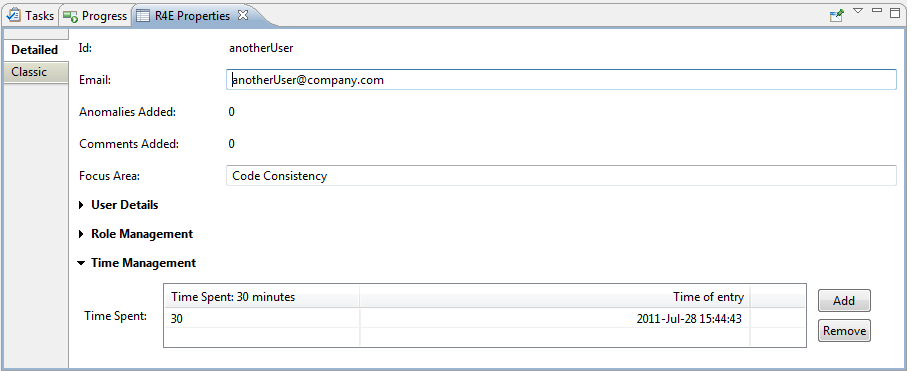 Tasks Progress R4E Properties
Detailed
Classic
Id: anotherUser
Email: anotherUser@company.com
Anomalies Added: 0
Comments Added: 0
Focus Area: Code Consistency
User Details
Role Management
Time Management
Time Spent: 30 minutes Time of entry
Time Spent: 30 2011-Jul-28 15:44:43
Add
Remove